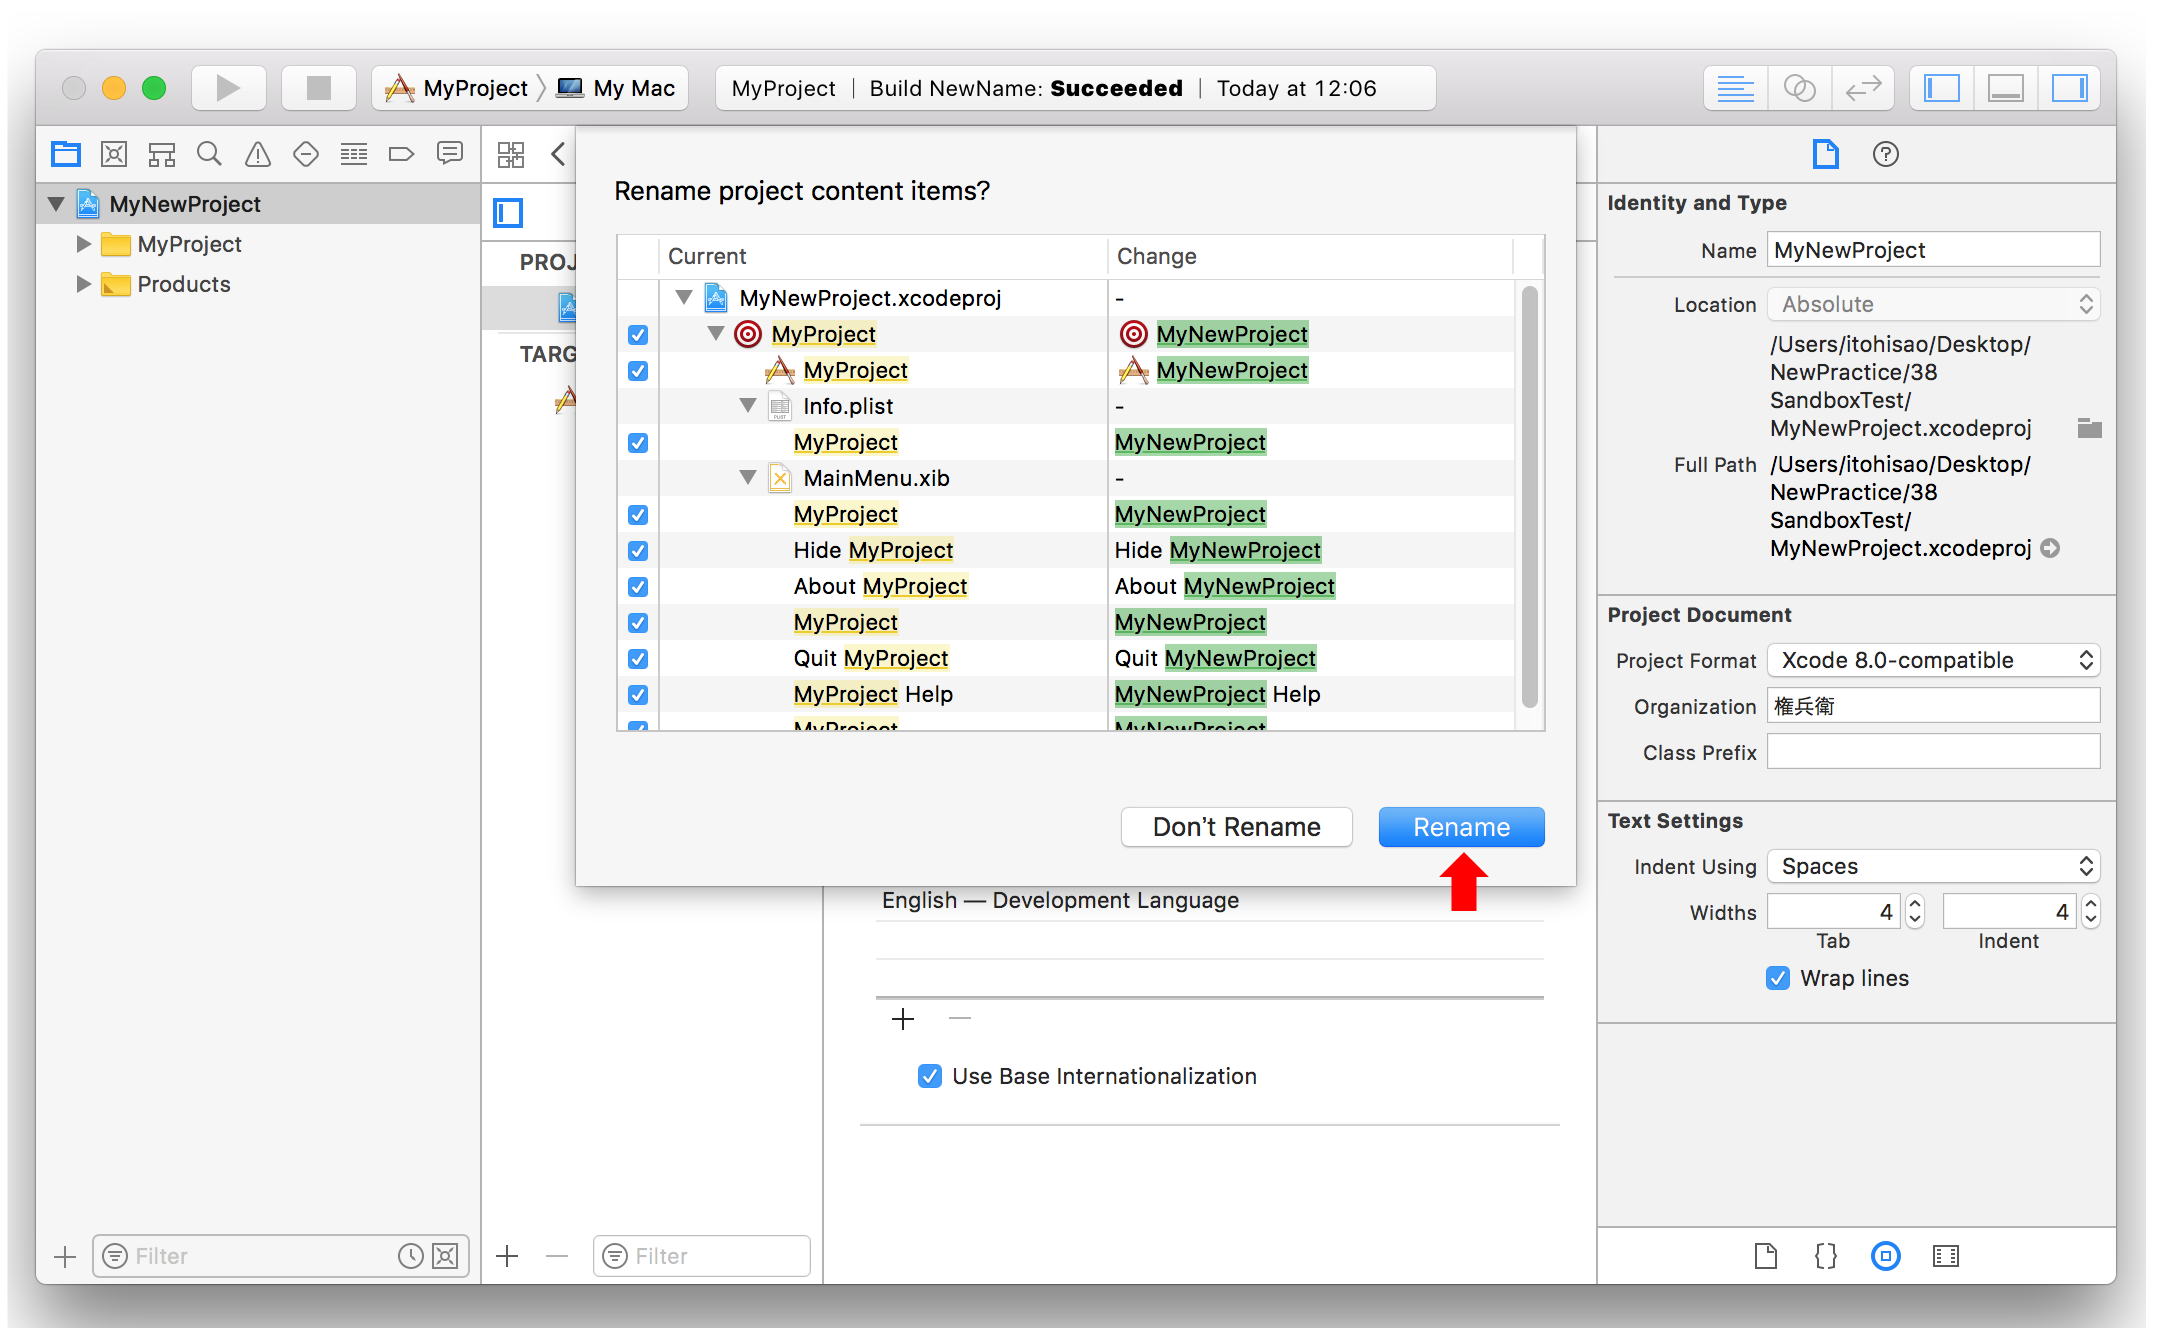 MyProject 〉 My Mac
MyProject | Build NewName: Succeeded | Today at 12:06
MyNewProject
MyProject
Products
Filter
PROJ
TARG
Filter
Rename project content items?
Current Change
MyNewProject.xcodeproj -
MyProject MyNewProject
MyProject MyNewProject
Info.plist -
MyProject MyNewProject
MainMenu.xib -
MyProject MyNewProject
Hide MyProject Hide MyNewProject
About MyProject About MyNewProject
MyProject MyNewProject
Quit MyProject Quit MyNewProject
MyProject Help MyNewProject Help
MyProject MyNewProject
Don’t Rename Rename
English — Development Language
Use Base Internationalization
Identity and Type
Name MyNewProject
Location Absolute
/Users/itohisao/Desktop/
NewPractice/38
SandboxTest/
MyNewProject.xcodeproj
Full Path /Users/itohisao/Desktop/
NewPractice/38
SandboxTest/
MyNewProject.xcodeproj
Project Document
Project Format Xcode 8.0-compatible
Organization 権兵衛
Class Prefix
Text Settings
Indent Using Spaces
Widths 4 4
Tab Indent
Wrap lines